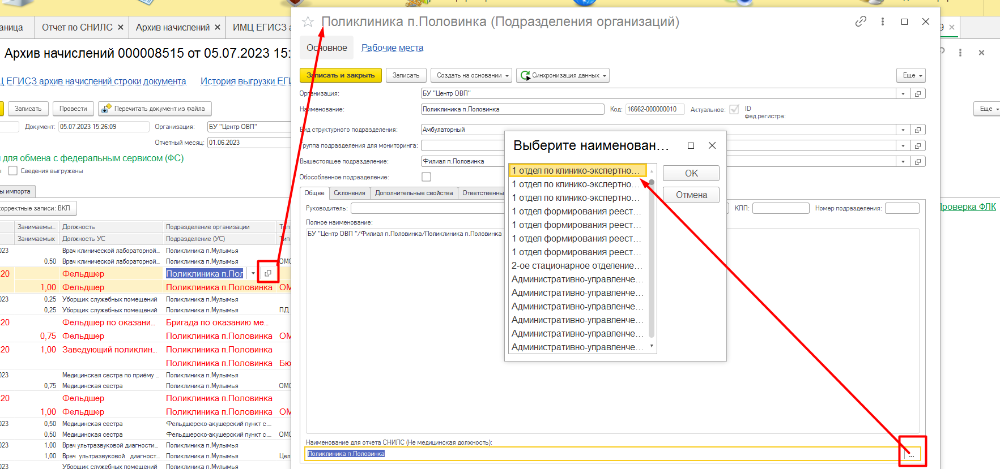 аница
Отчет по СНИЛС
Архив начислений
ИМЦ ЕГИСЗ
Архив начислений 000008515 от 05.07.2023 15:
ЕГИСЗ архив начислений строки документа
История выгрузки
Записать
Провести
Перечитать документ из файла
Еще
Документ:
05.07.2023 15:26:09
Организация:
БУ "Центр ОВП"
Отчетный месяц:
01.06.2023
для обмена с федеральным сервисом (ФС)
Сведения выгружены
ы импорта
корректные записи: ВКЛ
роверка ФЛК
Занимаемы...
Должность
Подразделение организации
Занимаемых
Должность УС
Подразделение (УС)
Тип
023
Врач клинической лабораторной...
Поликлиника п.Мулымья
0,50
Врач клинической лабораторной...
Поликлиника п.Мулымья
20
Фельдшер
Поликлиника п.Пол
1,00
Фельдшер
Поликлиника п.Половинка
ОМ
023
0,25
Уборщик служебных помещений
Поликлиника п.Мулымья
0,25
Уборщик служебных помещений
Поликлиника п.Мулымья
ПД
20
Фельдшер по оказани...
Бригада по оказанию ме...
0,75
Фельдшер
Поликлиника п.Половинка
ОМ
20
1,00
Заведующий поликлин...
Поликлиника п.Половинка
Поликлиника п.Половинка
Бю
023
Медицинская сестра по приёму ...
Поликлиника п.Мулымья
0,75
Медицинская сестра
Поликлиника п.Мулымья
ОМС
20
Фельдшер
Поликлиника п.Половинка
1,00
Фельдшер
Поликлиника п.Половинка
ОМ
023
0,50
Медицинская сестра
Фельдшерско-акушерский пункт с....
0,50
Медицинская сестра
Фельдшерско-акушерский пункт с....
ОМС
023
1,00
Врач ультразвуковой диагностики...
Поликлиника п.Мулымья
1,00
Врач ультразвуковой диагност...
Поликлиника п.Мулымья
Цел
023
Уборщик служебных помещений
Поликлиника п.Мулымья
Поликлиника п.Половинка (Подразделения организаций)
Основное
Рабочие места
Записать и закрыть
Записать
Создать на основании
Синхронизация данных
Еще
Организация:
БУ "Центр ОВП"
Наименование:
Поликлиника п.Половинка
Код:
16662-000000010
Актуальное:
ID
фед.регистра:
Вид структурного подразделения:
Амбулаторный
Группа подразделения для мониторинга:
Вышестоящее подразделение:
Филиал п.Половинка
Обособленное подразделение:
Общее
Склонения
Дополнительные свойства
Ответственны
Руководитель:
КПП:
Номер подразделения:
Полное наименование:
БУ "Центр ОВП "/Филиал п.Половинка/Поликлиника п.Половинка
Наименование для отчета СНИЛС (Не медицинская должность):
Поликлиника п.Половинка
...
Выберите наименован...
1 отдел по клинико-экспертно...
1 отдел по клинико-экспертно...
1 отдел по клинико-экспертно...
1 отдел формирования реест...
1 отдел формирования реест...
1 отдел формирования реест...
1 отдел формирования реест...
2-ое стационарное отделение...
Административно-управленче...
Административно-управленче...
Административно-управленче...
Административно-управленче...
Административно-управленче...
Административно-управленче...
OK
Отмена